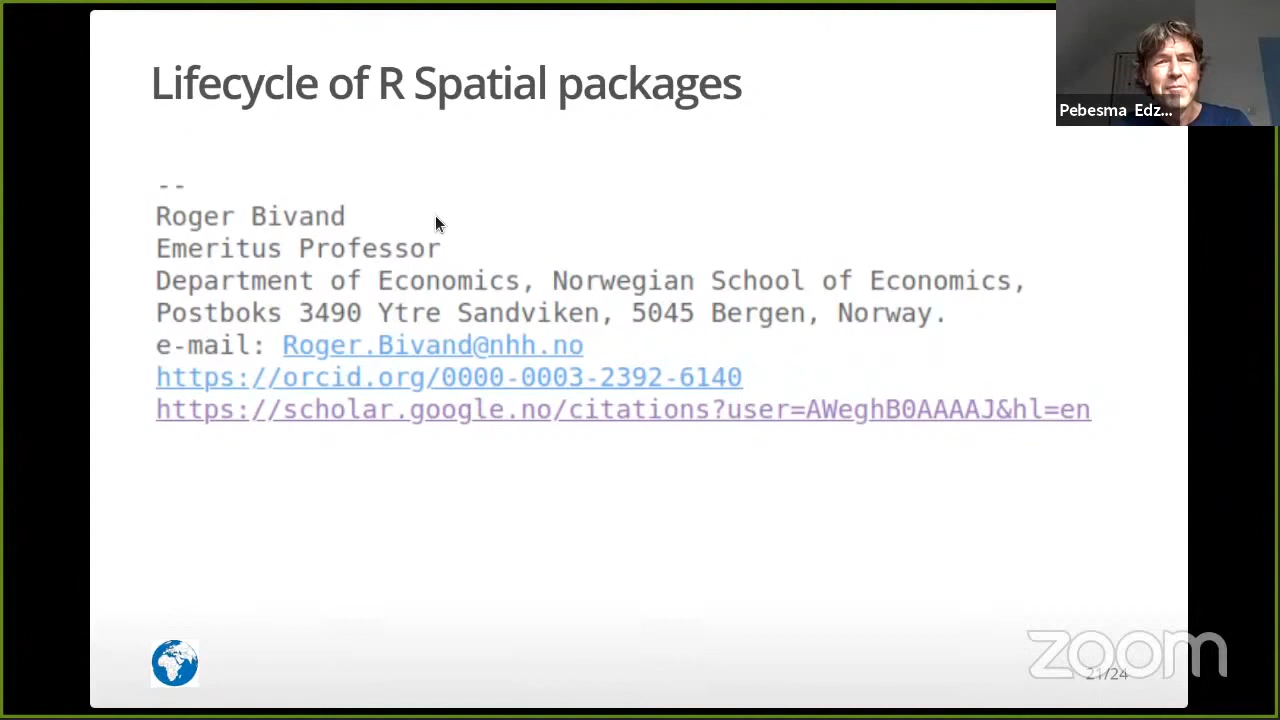 Lifecycle of R Spatial packages
Pebesma Edz...
--
Roger Bivand
Emeritus Professor
Department of Economics, Norwegian School of Economics,
Postboks 3490 Ytre Sandviken, 5045 Bergen, Norway.
e-mail: Roger.Bivand@nhh.no
https://orcid.org/0000-0003-2392-6140
https://scholar.google.no/citations?user=AWeghB0AAAAJ&hl=en
zoom
21/24